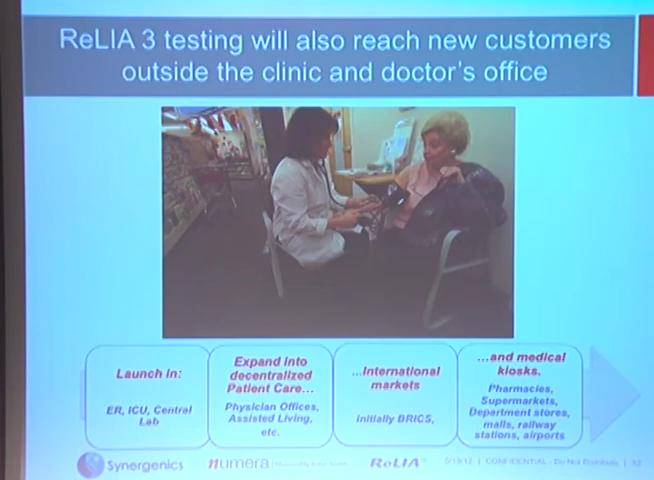 ReLIA 3 testing will also reach new customers
outside the clinic and doctor's office
Launch in:
ER, ICU, Central
Lab
Expand into
decentralized
Patient Care...
Physician Offices,
Assisted Living,
etc.
...International
markets
Initially BRICS,
...and medical
kiosks.
Pharmacies,
Supermarkets,
Department stores,
malls, railway
stations, airports
Synergenics
numera
ReLIA
CONFIDENTIAL - Do Not Distribute